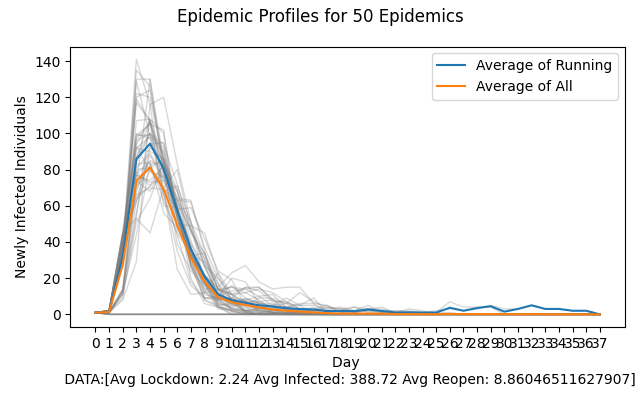 Epidemic Profiles for 50 Epidemics
Average of Running
Average of All
Newly Infected Individuals
140
120
100
80
60
40
20
0
0 1 2 3 4 5 6 7 8 9 10 11 12 13 14 15 16 17 18 19 20 21 22 23 24 25 26 27 28 29 30 31 32 33 34 35 36 37
Day
DATA:[Avg Lockdown: 2.24 Avg Infected: 388.72 Avg Reopen: 8.86046511627907]